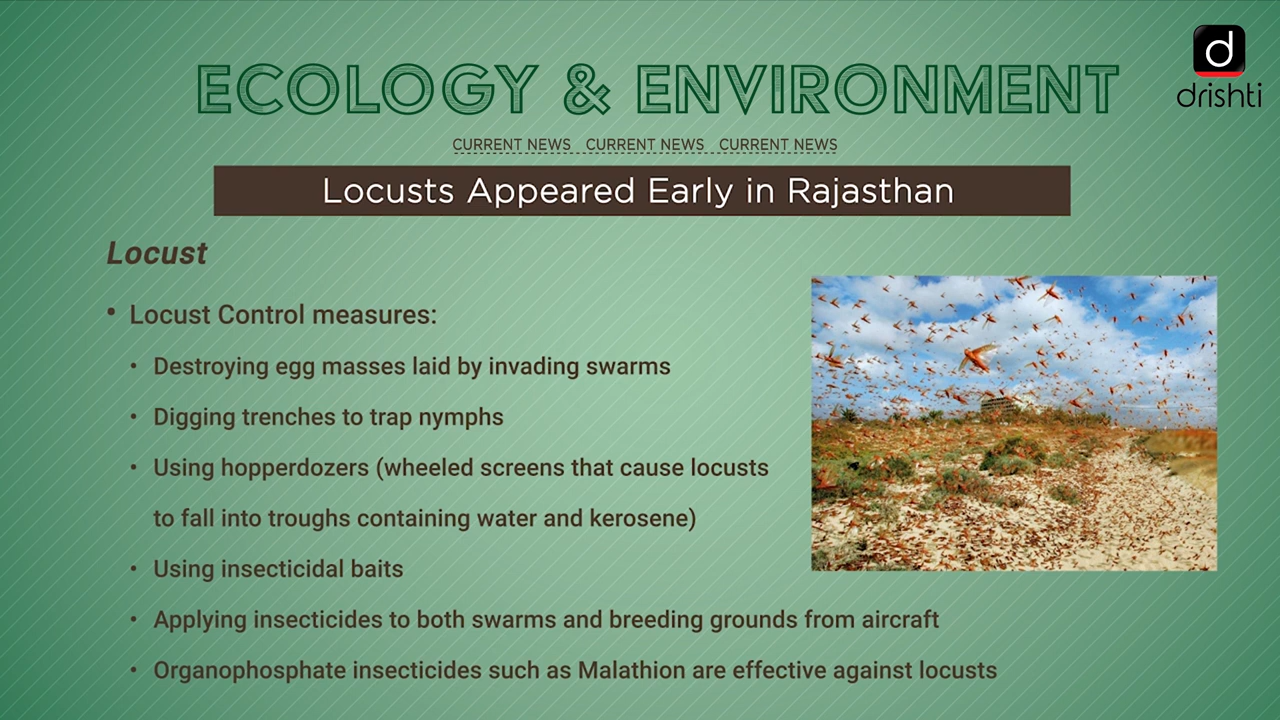 ECOLOGY & ENVIRONMENT
d
drishti
CURRENT NEWS CURRENT NEWS CURRENT NEWS
Locusts Appeared Early in Rajasthan
Locust
• Locust Control measures:
• Destroying egg masses laid by invading swarms
• Digging trenches to trap nymphs
• Using hopperdozers (wheeled screens that cause locusts
to fall into troughs containing water and kerosene)
• Using insecticidal baits
• Applying insecticides to both swarms and breeding grounds from aircraft
• Organophosphate insecticides such as Malathion are effective against locusts